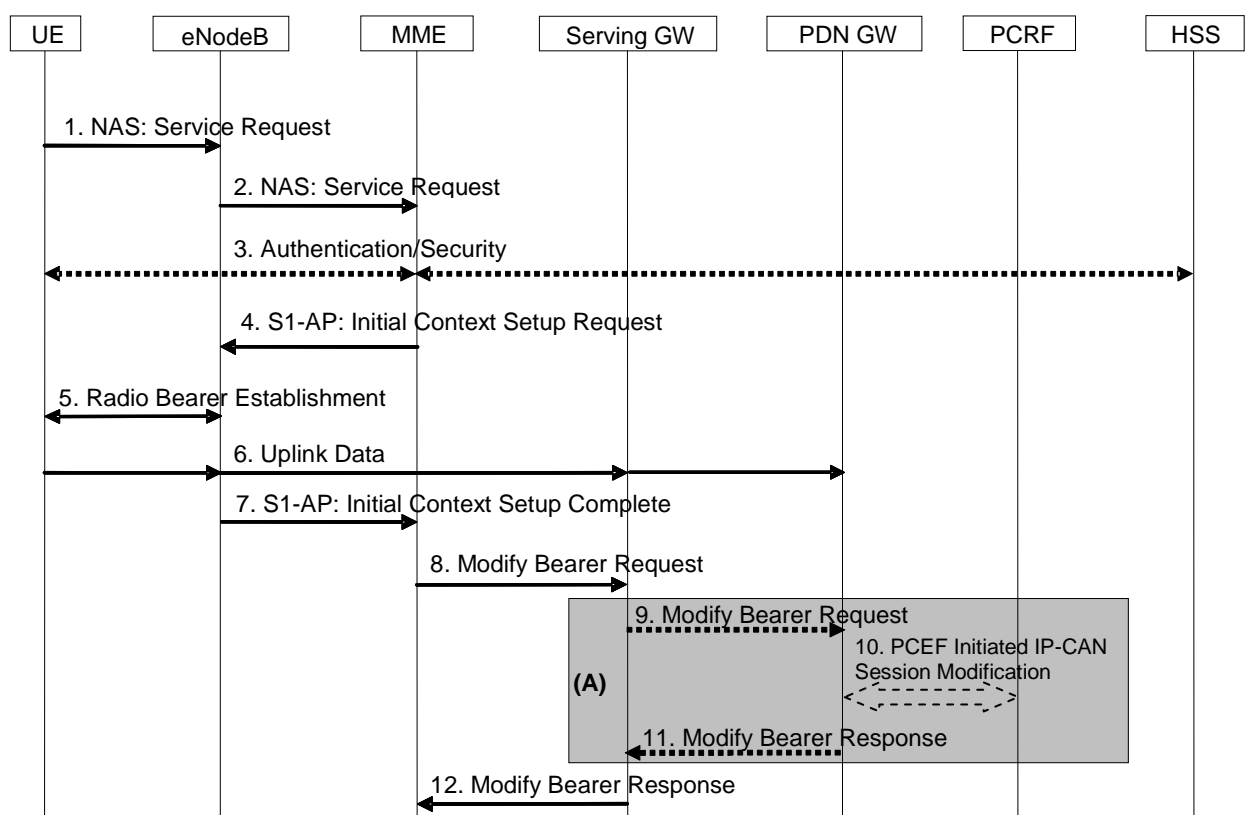 UE
eNodeB
MME
Serving GW
PDN GW
PCRF
HSS
1. NAS: Service Request
2. NAS: Service Request
3. Authentication/Security
4. S1-AP: Initial Context Setup Request
5. Radio Bearer Establishment
6. Uplink Data
7. S1-AP: Initial Context Setup Complete
8. Modify Bearer Request
9. Modify Bearer Request
10. PCEF Initiated IP-CAN
Session Modification
(A)
11. Modify Bearer Response
12. Modify Bearer Response